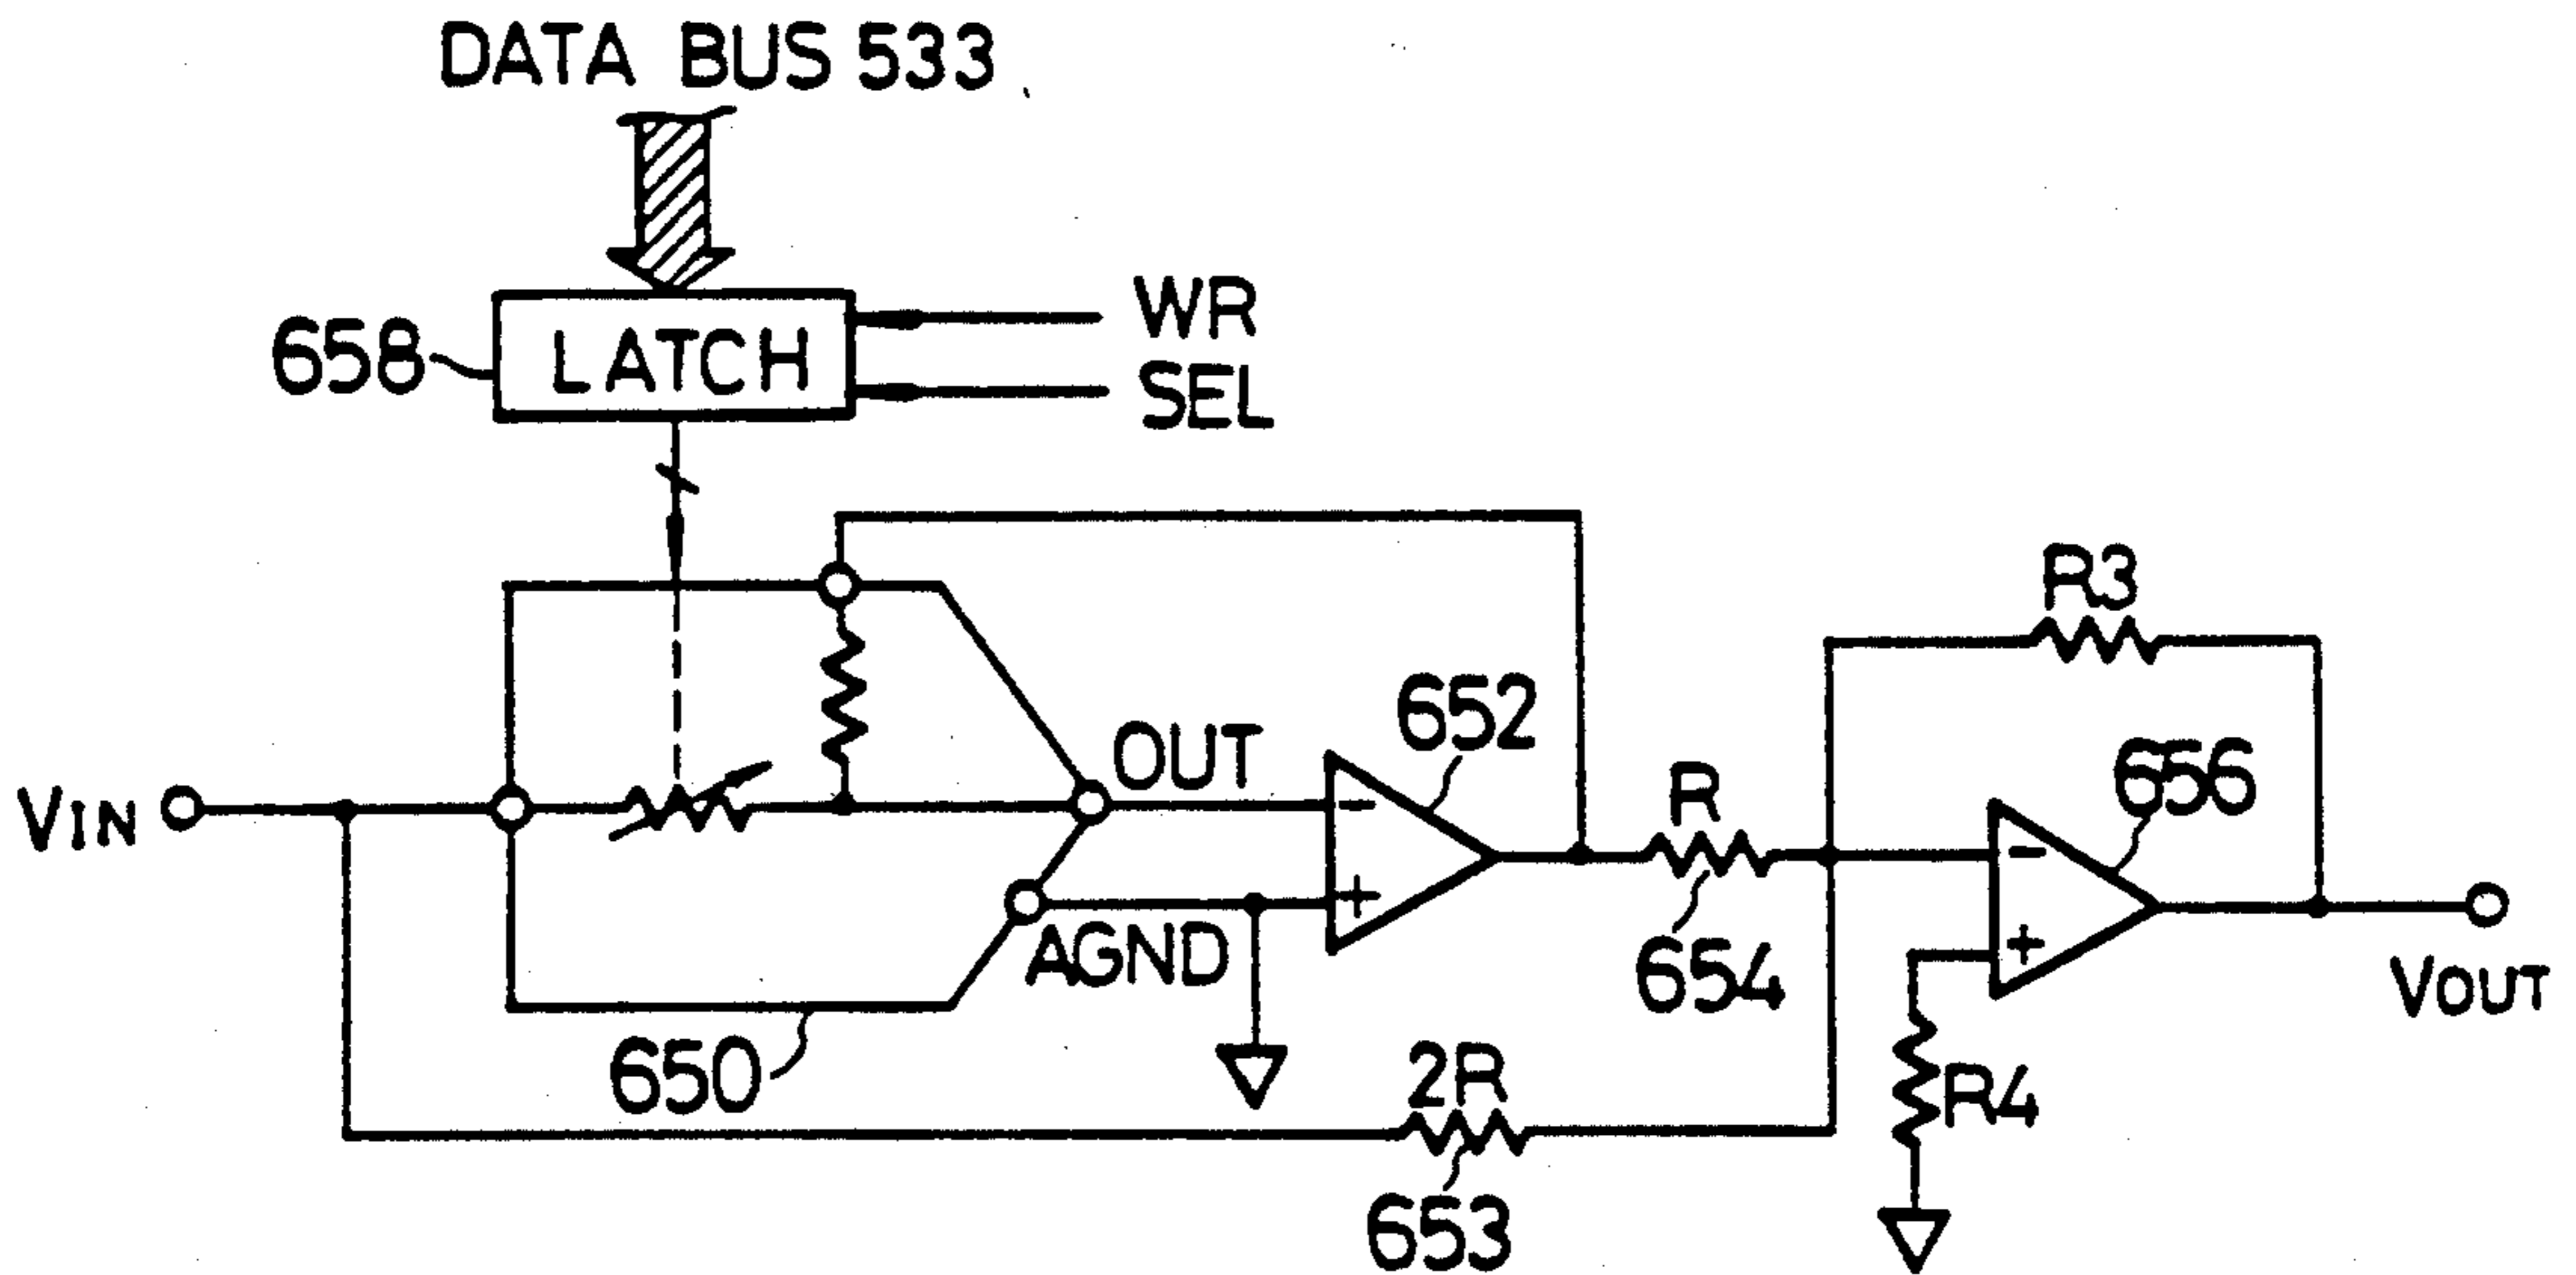 DATA BUS 533
WR
658
LATCH
SEL
R3
652
OUT
656
R
VIN
-
-
+
+
AGND
654
VOUT
650
2R
R4
653